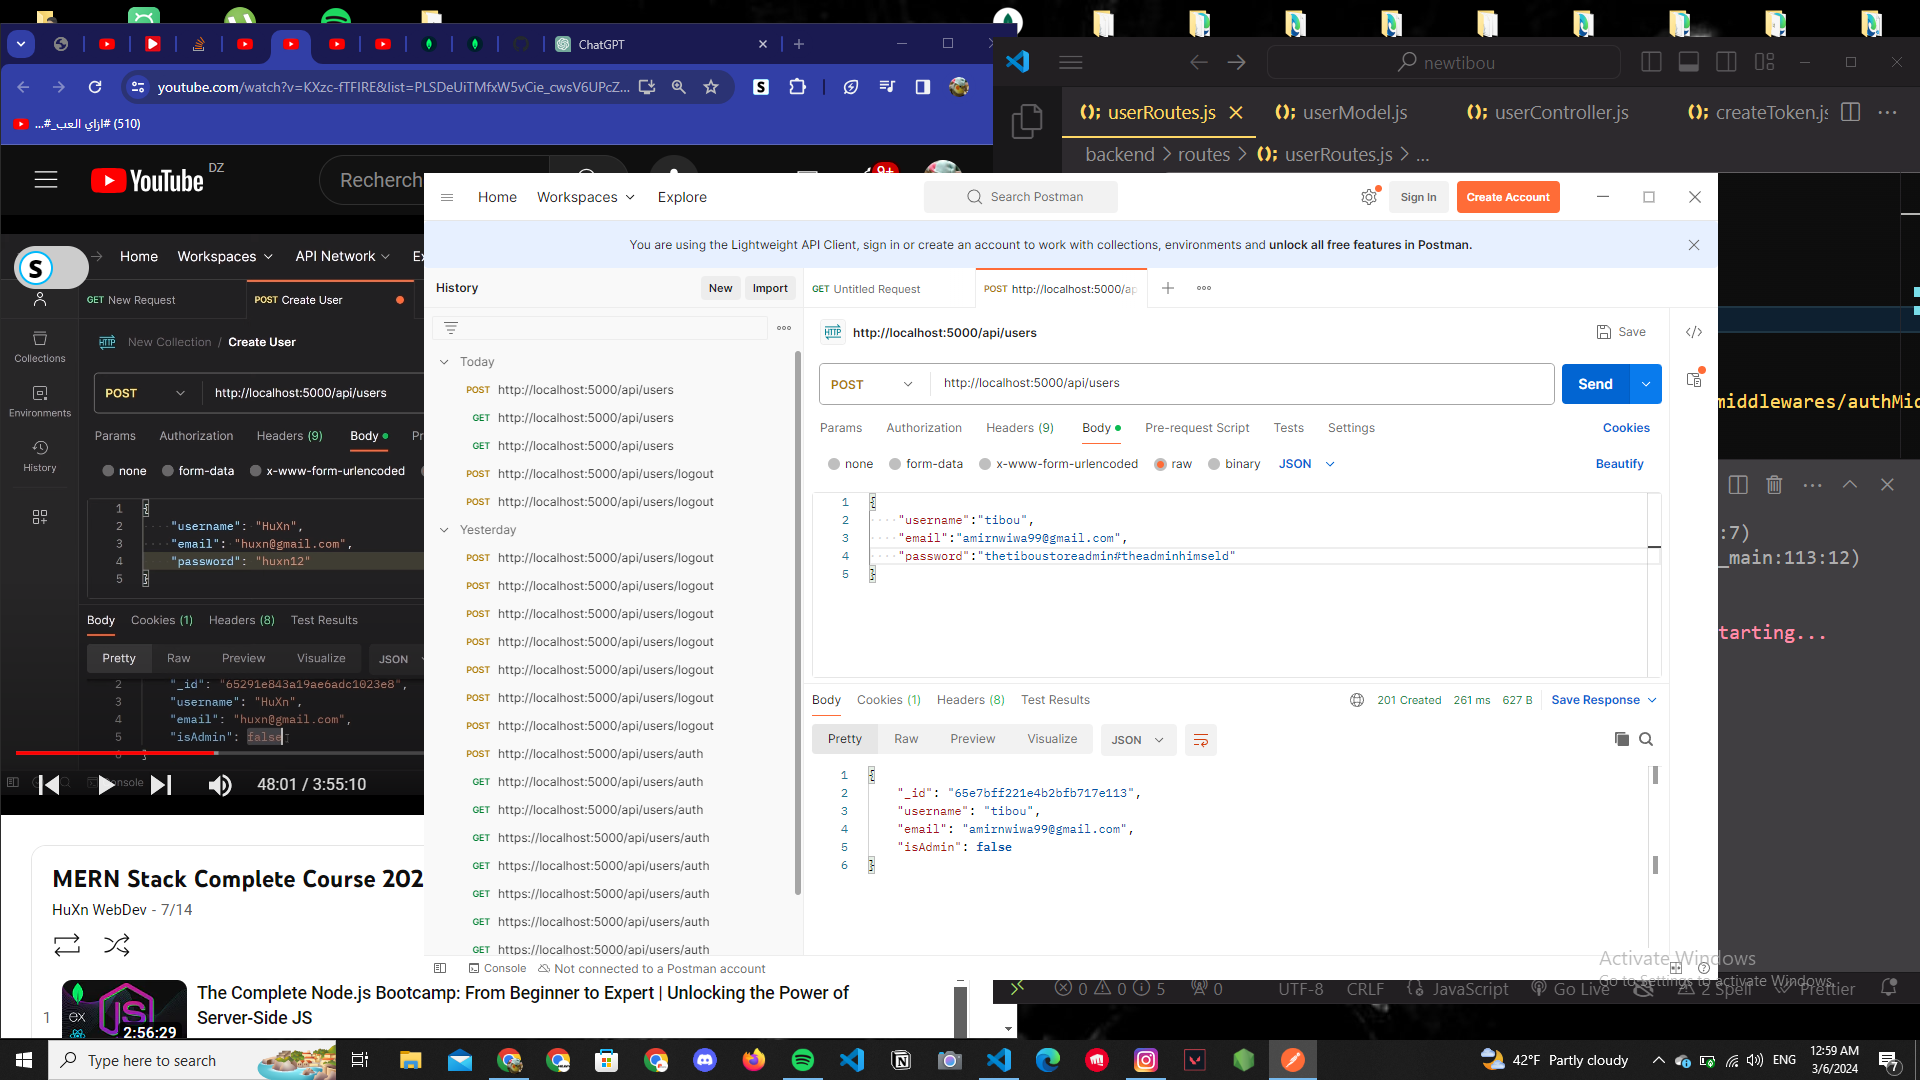 ChatGPT
youtube.com/watch?v=KXzc-fTFIRE&list=PLSDeUiTMfxW5vCie_cwsV6UPcZ...
(510) #ازاي العب_#...
YouTube
DZ
Recherch
9+
newtibou
userRoutes.js
userModel.js
userController.js
createToken.js
backend > routes > userRoutes.js > ...
Home
Workspaces
API Network
GET New Request
POST Create User
New Collection / Create User
Collections
Environments
History
POST
http://localhost:5000/api/users
Params
Authorization
Headers (9)
Body
none
form-data
x-www-form-urlencoded
1 {
2 "username": "HuXn",
3 "email": "huxn@gmail.com",
4 "password": "huxn12"
5 }
Body
Cookies (1)
Headers (8)
Test Results
Pretty
Raw
Preview
Visualize
JSON
2 "_id": "65291e843a19ae6adc1023e8",
3 "username": "HuXn",
4 "email": "huxn@gmail.com",
5 "isAdmin": false
48:01 / 3:55:10
MERN Stack Complete Course 202
HuXn WebDev - 7/14
1
2:56:29
The Complete Node.js Bootcamp: From Beginner to Expert | Unlocking the Power of
Server-Side JS
Home
Workspaces
Explore
Search Postman
Sign In
Create Account
You are using the Lightweight API Client, sign in or create an account to work with collections, environments and unlock all free features in Postman.
History
New
Import
Today
POST http://localhost:5000/api/users
GET http://localhost:5000/api/users
GET http://localhost:5000/api/users
POST http://localhost:5000/api/users/logout
POST http://localhost:5000/api/users/logout
Yesterday
POST http://localhost:5000/api/users/logout
POST http://localhost:5000/api/users/logout
POST http://localhost:5000/api/users/logout
POST http://localhost:5000/api/users/logout
POST http://localhost:5000/api/users/logout
POST http://localhost:5000/api/users/logout
POST http://localhost:5000/api/users/logout
POST http://localhost:5000/api/users/auth
GET http://localhost:5000/api/users/auth
GET http://localhost:5000/api/users/auth
GET https://localhost:5000/api/users/auth
GET https://localhost:5000/api/users/auth
GET https://localhost:5000/api/users/auth
GET https://localhost:5000/api/users/auth
GET https://localhost:5000/api/users/auth
GET Untitled Request
POST http://localhost:5000/ap
http://localhost:5000/api/users
Save
POST
http://localhost:5000/api/users
Send
Params
Authorization
Headers (9)
Body
Pre-request Script
Tests
Settings
Cookies
none
form-data
x-www-form-urlencoded
raw
binary
JSON
Beautify
1 {
2 "username":"tibou",
3 "email":"amirnwiwa99@gmail.com",
4 "password":"thetiboustoreadmin#theadminhimseld"
5 }
Body
Cookies (1)
Headers (8)
Test Results
201 Created
261 ms
627 B
Save Response
Pretty
Raw
Preview
Visualize
JSON
1 {
2 "_id": "65e7bff221e4b2bfb717e113",
3 "username": "tibou",
4 "email": "amirnwiwa99@gmail.com",
5 "isAdmin": false
6 }
Console
Not connected to a Postman account
middlewares/authMid
:7)
_main:113:12)
tarting...
Activate Windows
Go to Settings to activate Windows.
0
0
5
0
UTF-8
CRLF
JavaScript
Go Live
2 Spell
Prettier
Type here to search
42°F Partly cloudy
ENG
12:59 AM
3/6/2024
7